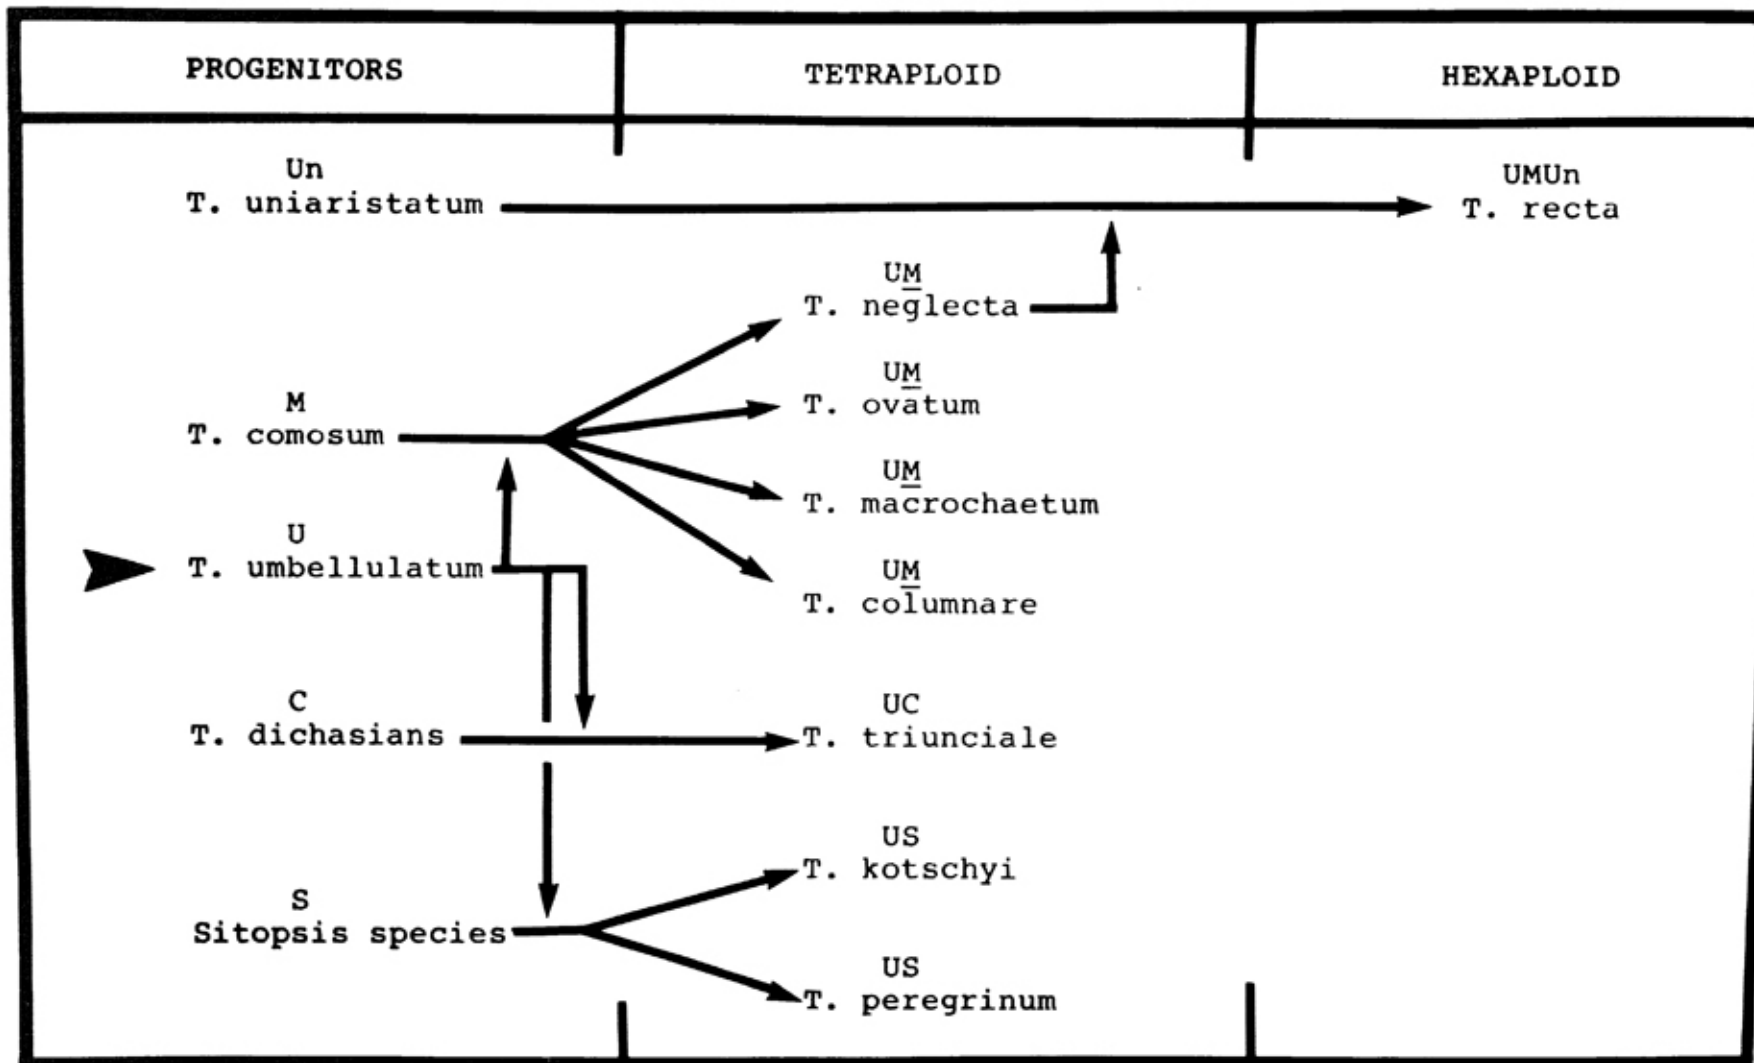 PROGENITORS TETRAPLOID HEXAPLOID
Un UMUn
T. uniaristatum T. recta
UM
T. neglecta
UM
T. ovatum
M
T. comosum
UM
T. macrochaetum
U
T. umbellulatum
UM
T. columnare
C UC
T. dichasians T. triunciale
US
T. kotschyi
S
Sitopsis species
US
T. peregrinum